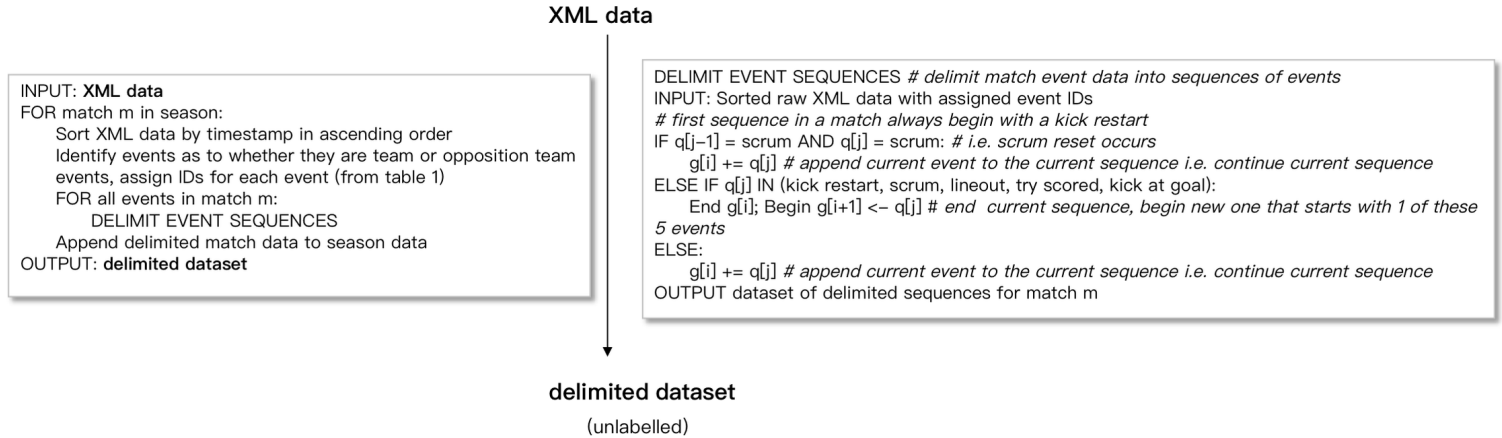 XML data
INPUT: XML data
FOR match m in season:
Sort XML data by timestamp in ascending order
Identify events as to whether they are team or opposition team
events, assign IDs for each event (from table 1)
FOR all events in match m:
DELIMIT EVENT SEQUENCES
Append delimited match data to season data
OUTPUT: delimited dataset
DELIMIT EVENT SEQUENCES # delimit match event data into sequences of events
INPUT: Sorted raw XML data with assigned event IDs
# first sequence in a match always begin with a kick restart
IF q[j-1] = scrum AND q[j] = scrum: # i.e. scrum reset occurs
g[i] += q[j] # append current event to the current sequence i.e. continue current sequence
ELSE IF q[j] IN (kick restart, scrum, lineout, try scored, kick at goal):
End g[i]; Begin g[i+1] <- q[j] # end  current sequence, begin new one that starts with 1 of these
5 events
ELSE:
g[i] += q[j] # append current event to the current sequence i.e. continue current sequence
OUTPUT dataset of delimited sequences for match m
delimited dataset
(unlabelled)